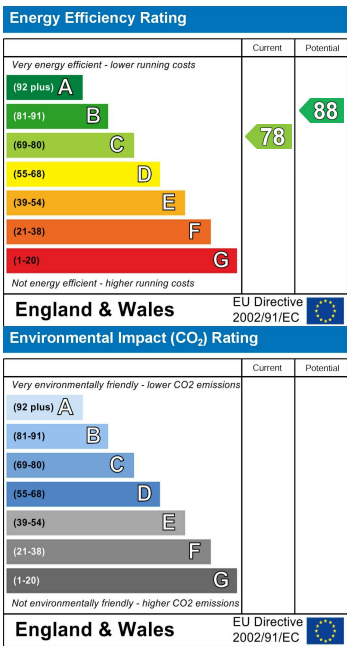 Energy Efficiency Rating
Current Potential
Very energy efficient - lower running costs
(92 plus) A
(81-91) B
(69-80) C
(55-68) D
(39-54) E
(21-38) F
(1-20) G
78
88
Not energy efficient - higher running costs
England & Wales
EU Directive
2002/91/EC
Environmental Impact (CO₂) Rating
Current Potential
Very environmentally friendly - lower CO2 emissions
(92 plus) A
(81-91) B
(69-80) C
(55-68) D
(39-54) E
(21-38) F
(1-20) G
Not environmentally friendly - higher CO2 emissions
England & Wales
EU Directive
2002/91/EC